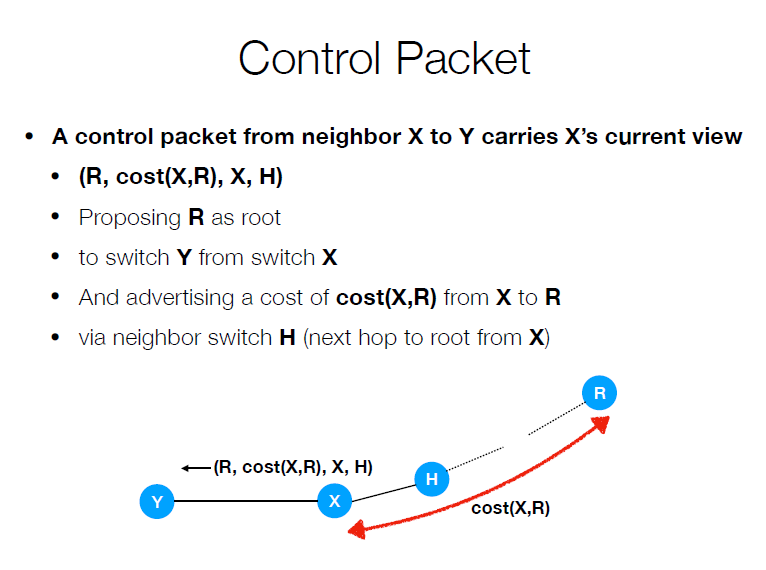 Control Packet
• A control packet from neighbor X to Y carries X's current view
• (R, cost(X,R), X, H)
• Proposing R as root
• to switch Y from switch X
• And advertising a cost of cost(X,R) from X to R
• via neighbor switch H (next hop to root from X)
R
(R, cost(X,R), X, H)
H
Y
X
cost(X,R)